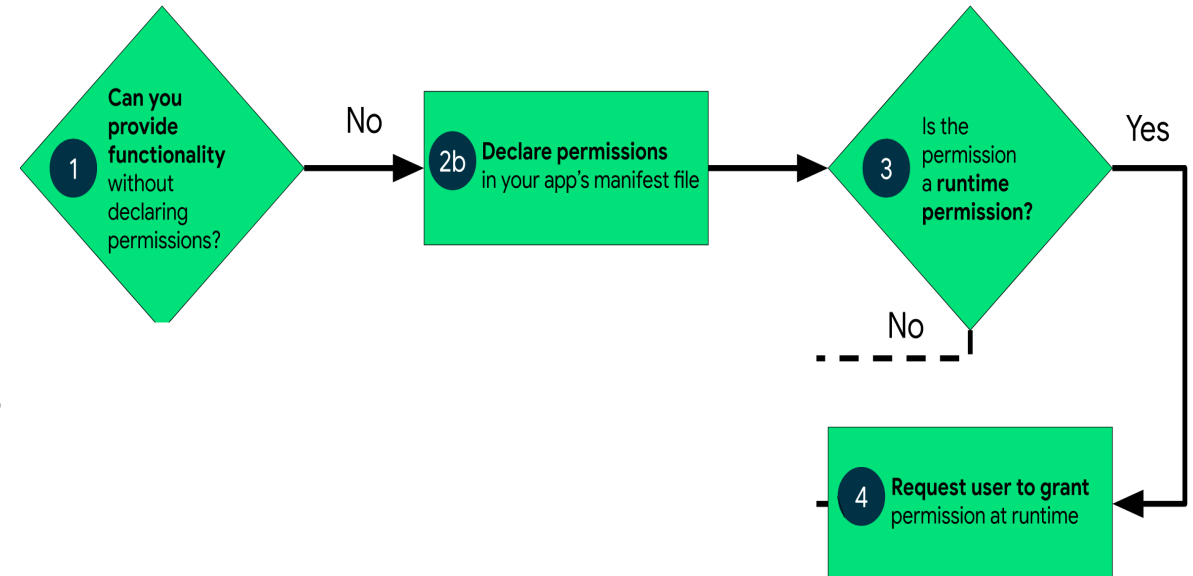 1
Can you
provide
functionality
without
declaring
permissions?
No
2b
Declare permissions
in your app's manifest file
3
Is the
permission
a runtime
permission?
Yes
No
4
Request user to grant
permission at runtime